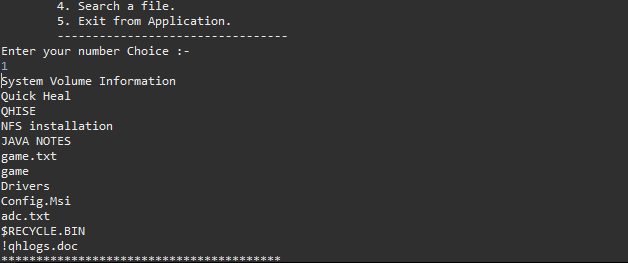 4. Search a file.
5. Exit from Application.
---------------------------------
Enter your number Choice :-
1
System Volume Information
Quick Heal
QHISE
NFS installation
JAVA NOTES
game.txt
game
Drivers
Config.Msi
adc.txt
$RECYCLE.BIN
!qhlogs.doc
****************************************